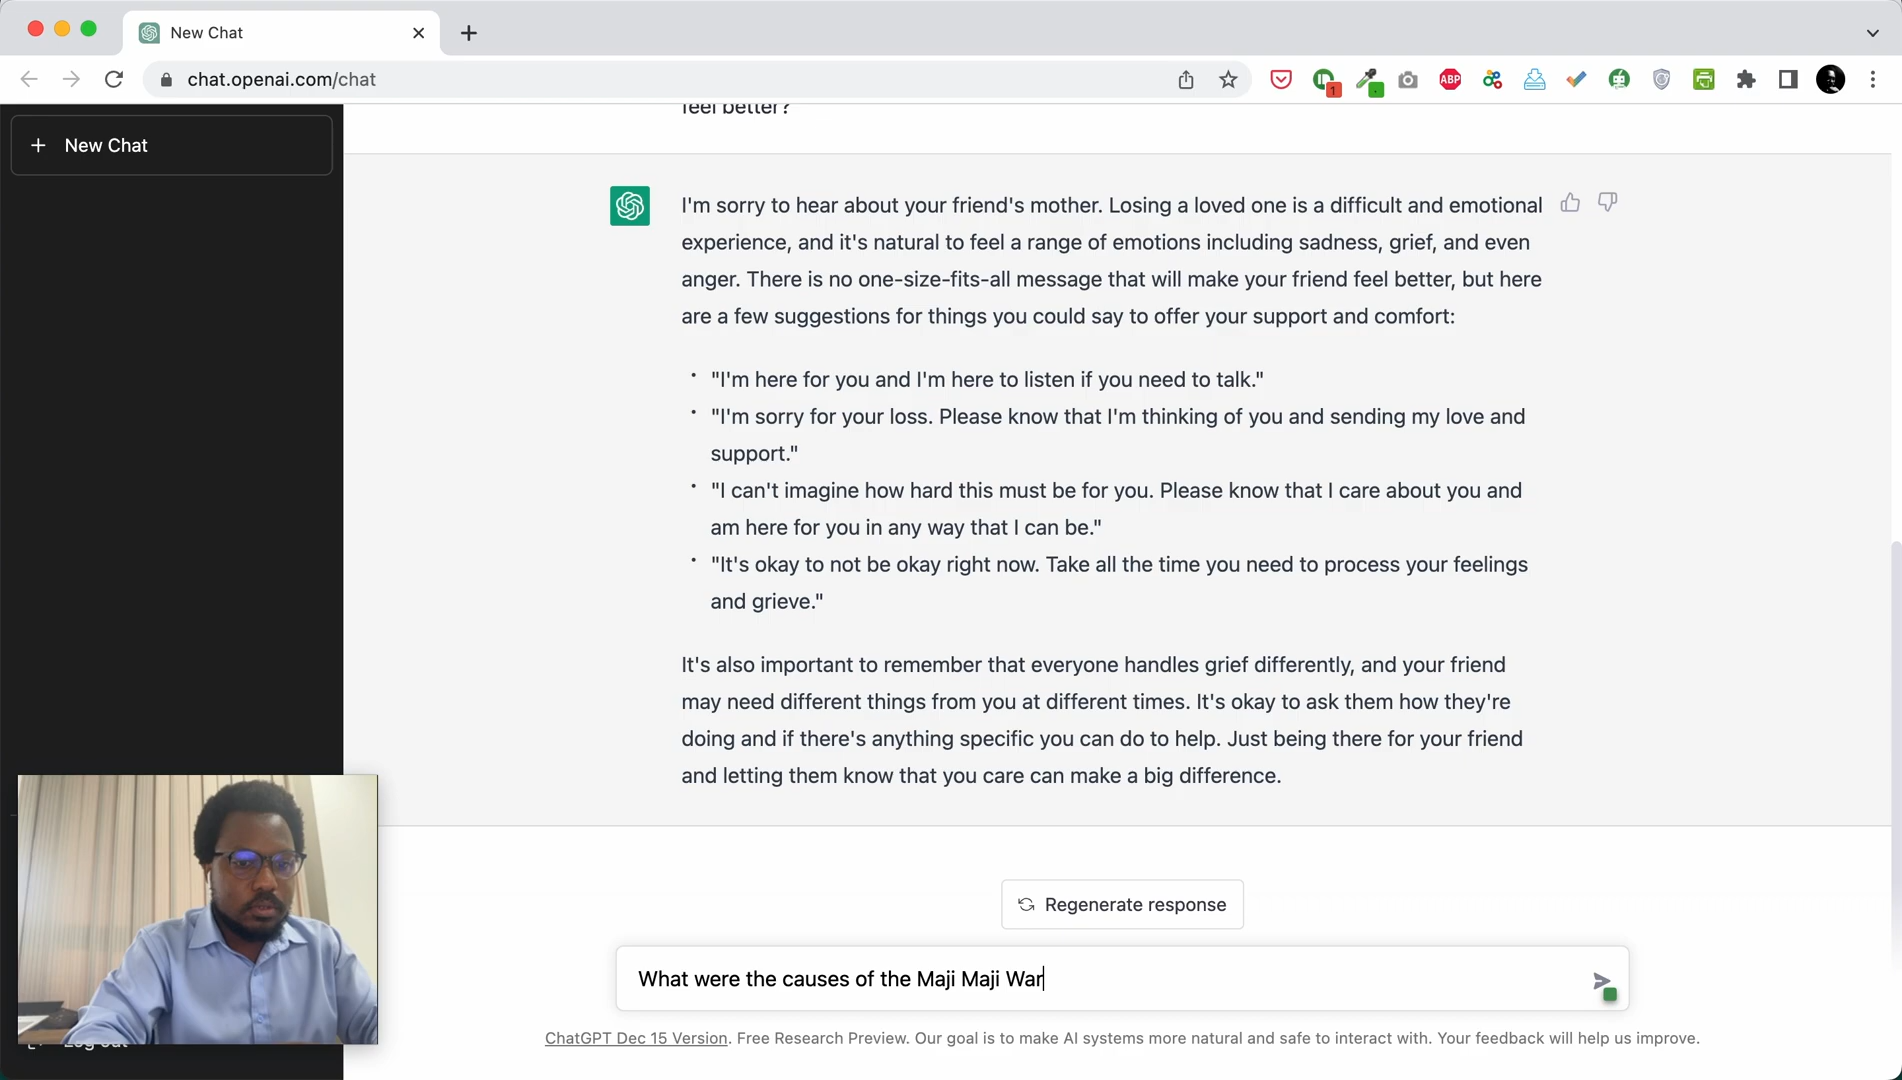 New Chat
chat.openai.com/chat
ABP
1
New Chat
feel better?
I'm sorry to hear about your friend's mother. Losing a loved one is a difficult and emotional
experience, and it's natural to feel a range of emotions including sadness, grief, and even
anger. There is no one-size-fits-all message that will make your friend feel better, but here
are a few suggestions for things you could say to offer your support and comfort:
• "I'm here for you and I'm here to listen if you need to talk."
• "I'm sorry for your loss. Please know that I'm thinking of you and sending my love and
support."
• "I can't imagine how hard this must be for you. Please know that I care about you and
am here for you in any way that I can be."
• "It's okay to not be okay right now. Take all the time you need to process your feelings
and grieve."
It's also important to remember that everyone handles grief differently, and your friend
may need different things from you at different times. It's okay to ask them how they're
doing and if there's anything specific you can do to help. Just being there for your friend
and letting them know that you care can make a big difference.
Regenerate response
What were the causes of the Maji Maji War
ChatGPT Dec 15 Version. Free Research Preview. Our goal is to make AI systems more natural and safe to interact with. Your feedback will help us improve.